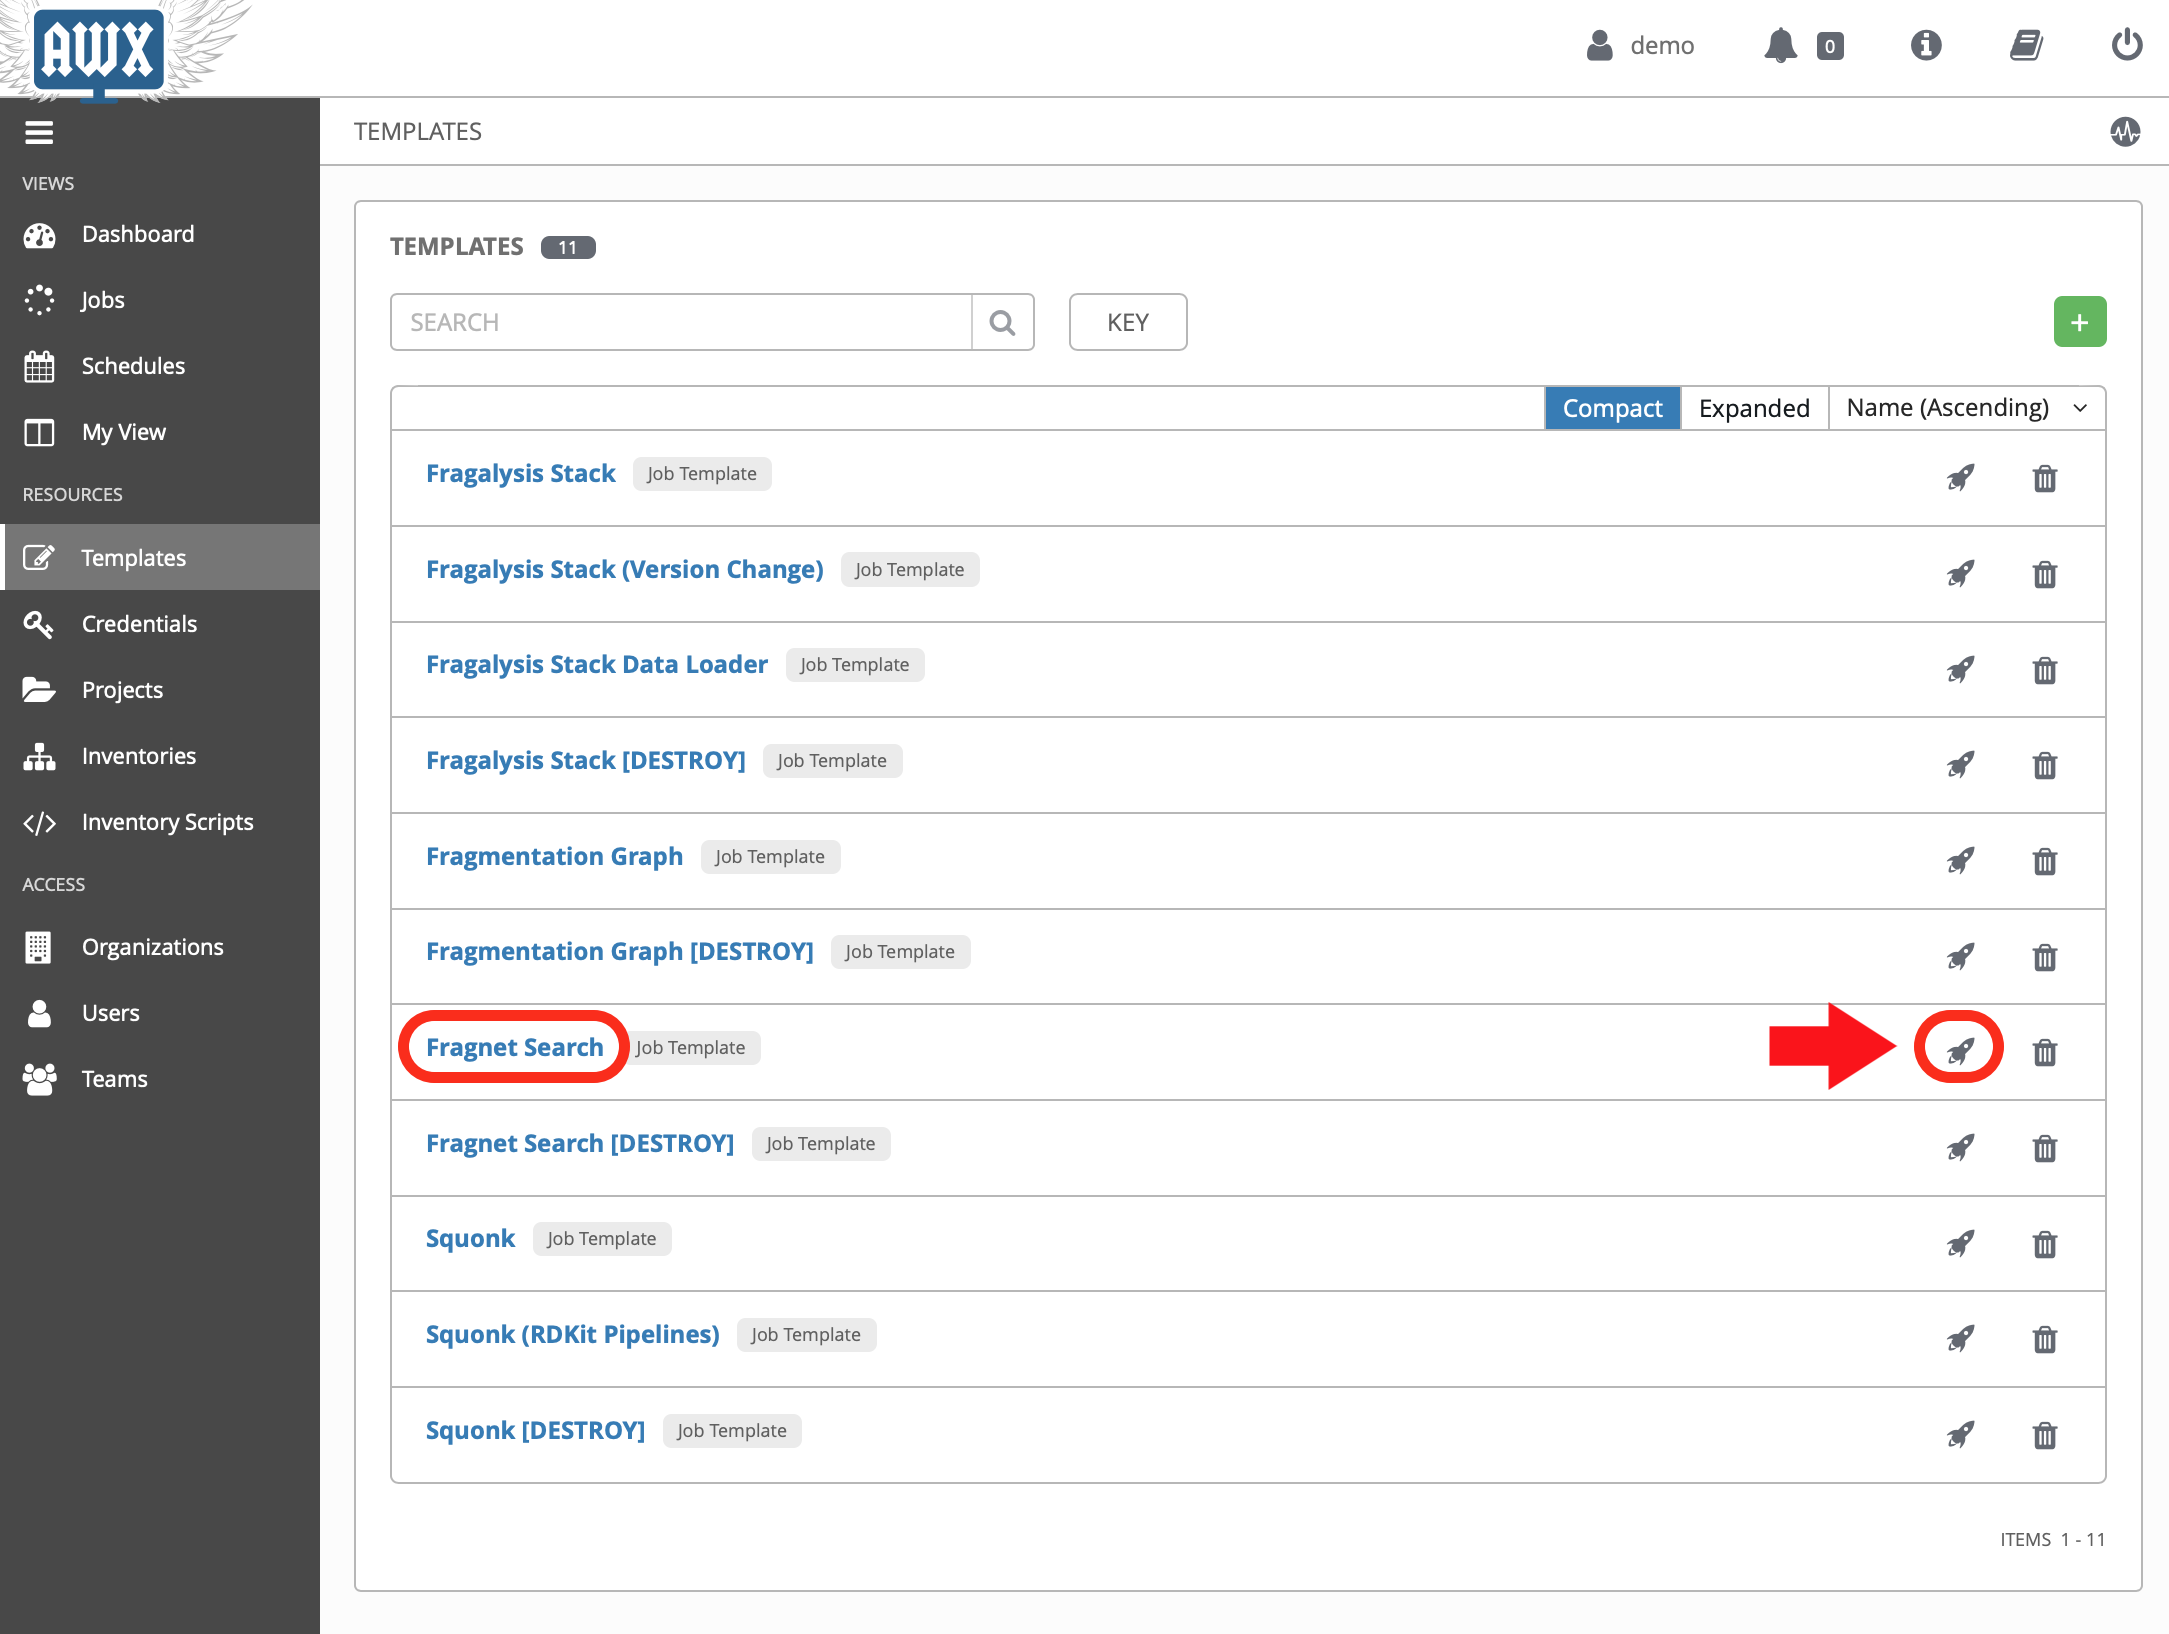 AWX
demo
0
TEMPLATES
VIEWS
Dashboard
Jobs
Schedules
My View
RESOURCES
Templates
Credentials
Projects
Inventories
Inventory Scripts
ACCESS
Organizations
Users
Teams
TEMPLATES 11
SEARCH
KEY
+
Compact Expanded Name (Ascending)
Fragalysis Stack Job Template
Fragalysis Stack (Version Change) Job Template
Fragalysis Stack Data Loader Job Template
Fragalysis Stack [DESTROY] Job Template
Fragmentation Graph Job Template
Fragmentation Graph [DESTROY] Job Template
Fragnet Search Job Template
Fragnet Search [DESTROY] Job Template
Squonk Job Template
Squonk (RDKit Pipelines) Job Template
Squonk [DESTROY] Job Template
ITEMS 1 - 11